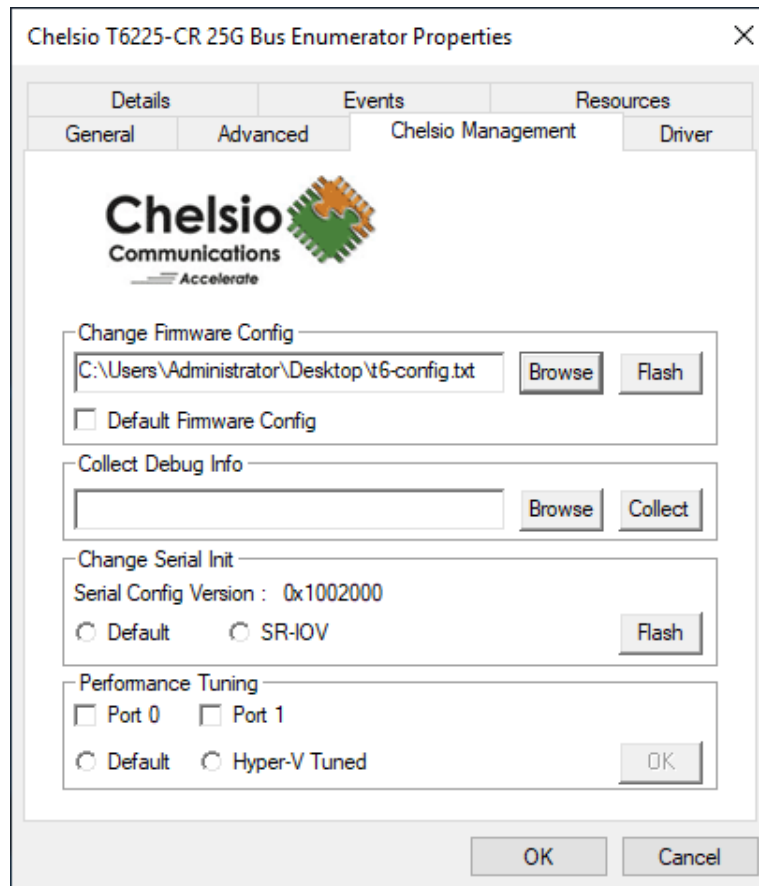 Chelsio T6225-CR 25G Bus Enumerator Properties
Details Events Resources
General Advanced Chelsio Management Driver
Chelsio
Communications
Accelerate
Change Firmware Config
C:\Users\Administrator\Desktop\t6-config.txt Browse Flash
Default Firmware Config
Collect Debug Info
Browse Collect
Change Serial Init
Serial Config Version : 0x1002000
Default SR-IOV Flash
Performance Tuning
Port 0 Port 1
Default Hyper-V Tuned OK
OK Cancel